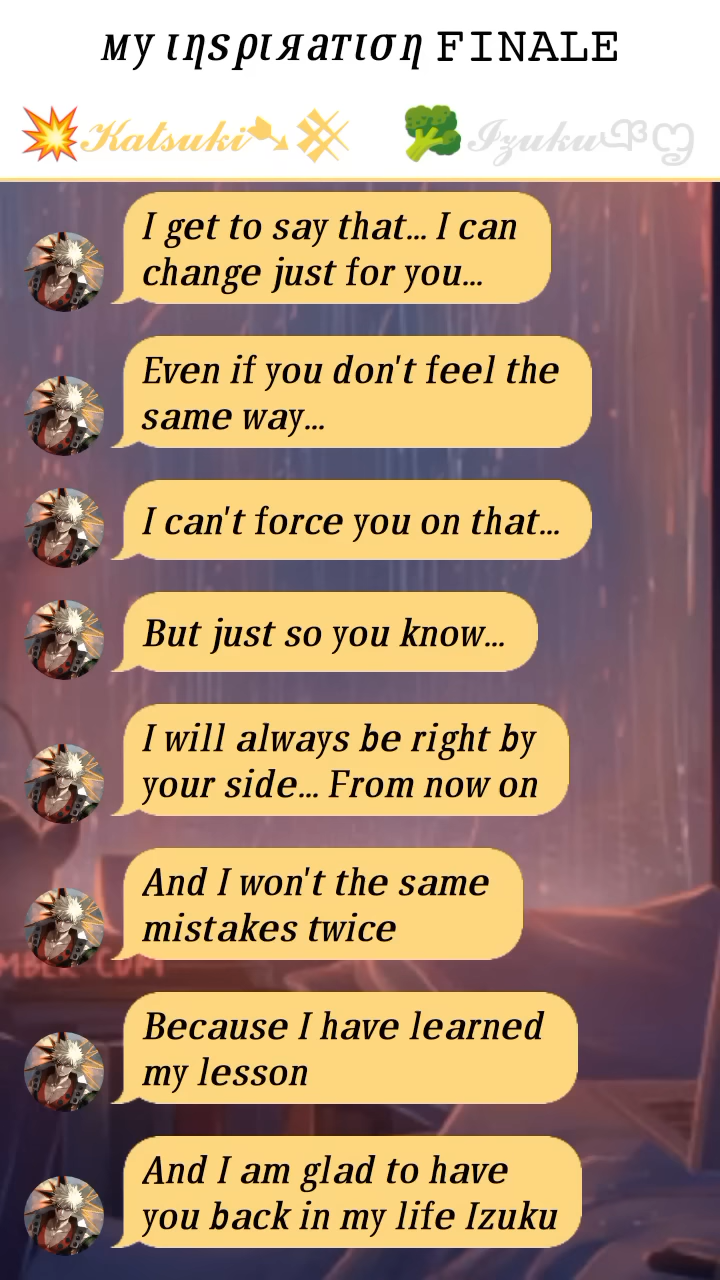 му ιηѕριяатιση FINALE
💥𝓚𝓪𝓽𝓼𝓾𝓴𝓲 🥦𝓘𝔃𝓾𝓴𝓾
I get to say that... I can
change just for you...
Even if you don't feel the
same way...
I can't force you on that...
But just so you know...
I will always be right by
your side... From now on
And I won't the same
mistakes twice
Because I have learned
my lesson
And I am glad to have
you back in my life Izuku